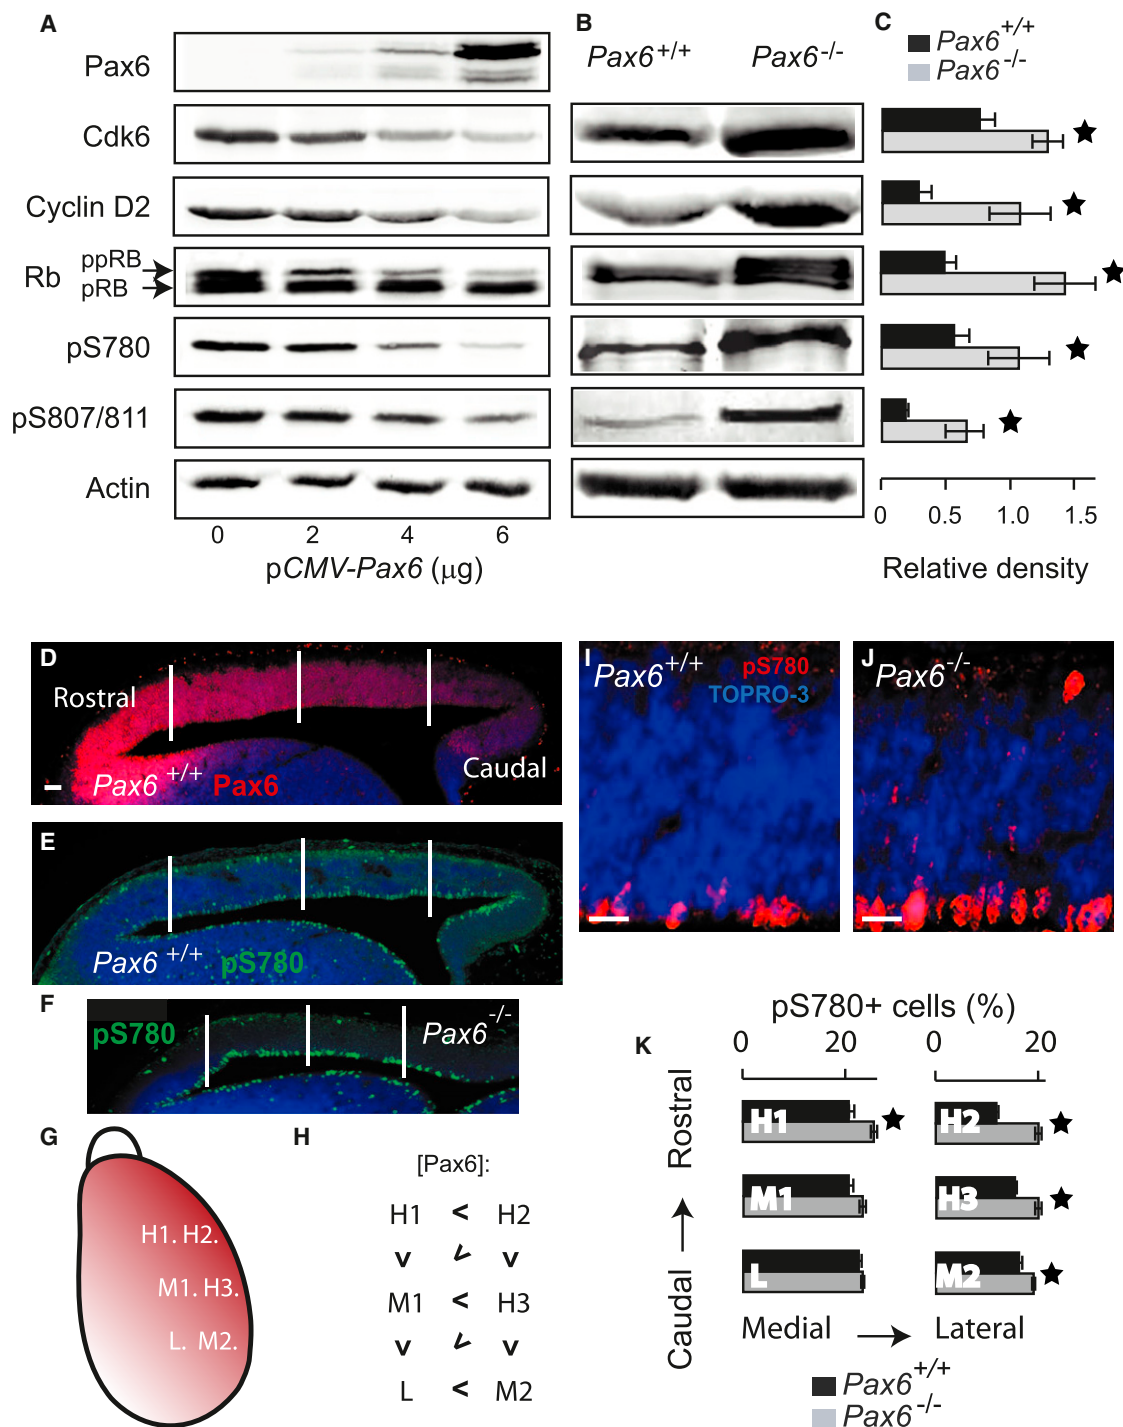 A
B
C
Pax6+/+
Pax6-/-
Pax6+/+
Pax6-/-
Pax6
Cdk6
Cyclin D2
Rb
ppRB
pRB
pS780
pS807/811
Actin
0 2 4 6
pCMV-Pax6 (µg)
0 0.5 1.0 1.5
Relative density
D
Rostral
Caudal
Pax6 +/+ Pax6
E
Pax6 +/+ pS780
F
pS780
Pax6-/-
I
Pax6+/+
pS780
TOPRO-3
J
Pax6-/-
G
H1. H2.
M1. H3.
L. M2.
H
[Pax6]:
H1 < H2
v < v
M1 < H3
v < v
L < M2
K
pS780+ cells (%)
0 20 0 20
H1 H2
M1 H3
L M2
Caudal → Rostral
Medial → Lateral
Pax6+/+
Pax6-/-